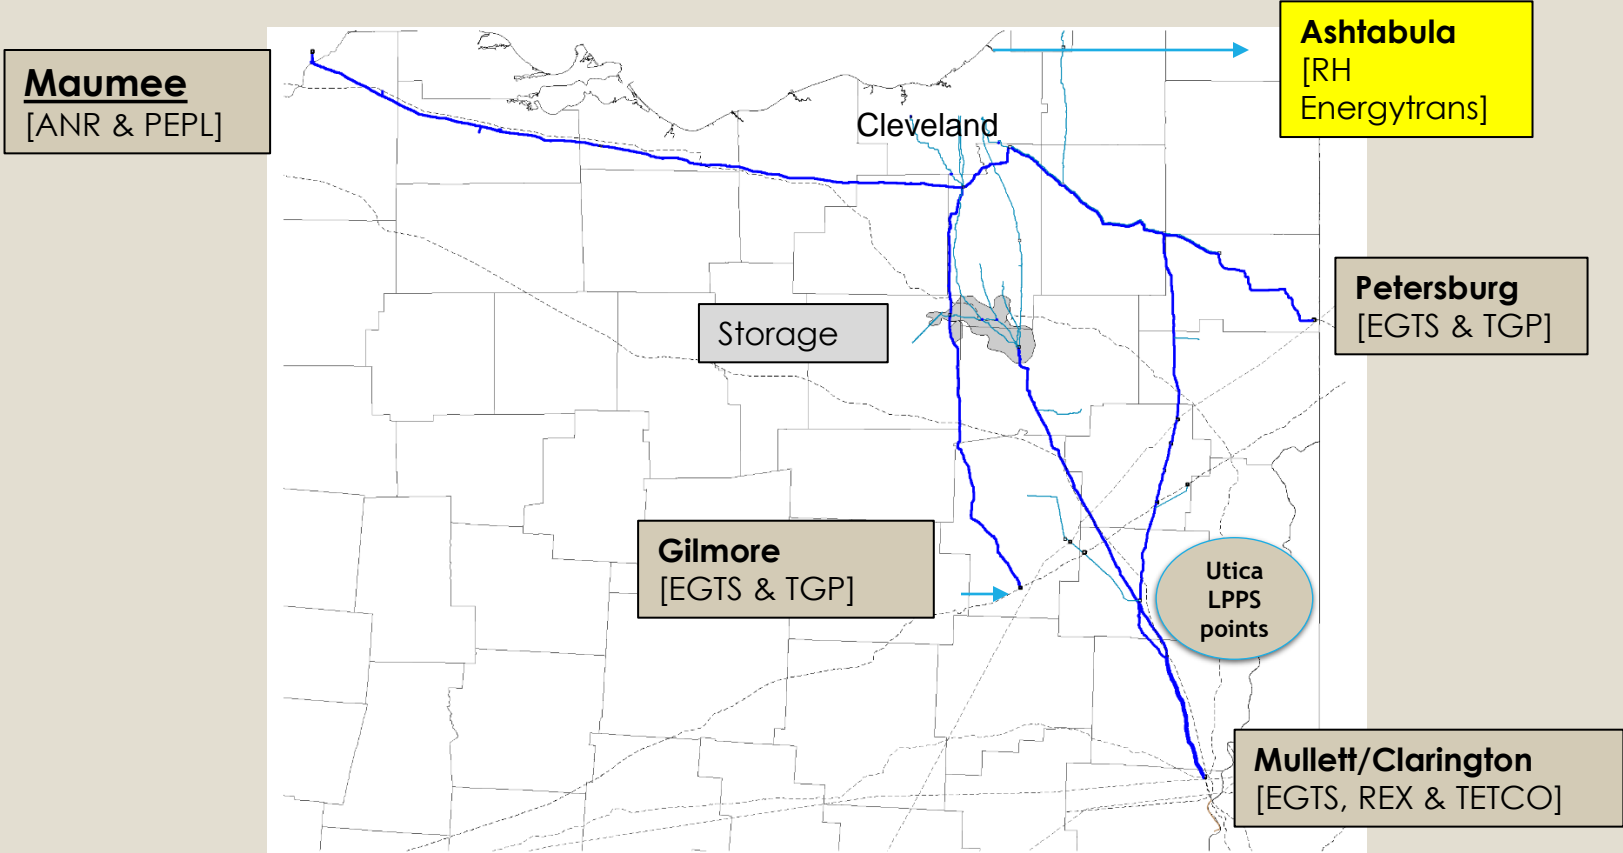 Ashtabula
[RH
Energytrans]
Maumee
[ANR & PEPL]
Cleveland
Petersburg
[EGTS & TGP]
Storage
Gilmore
[EGTS & TGP]
Utica
LPPS
points
Mullett/Clarington
[EGTS, REX & TETCO]